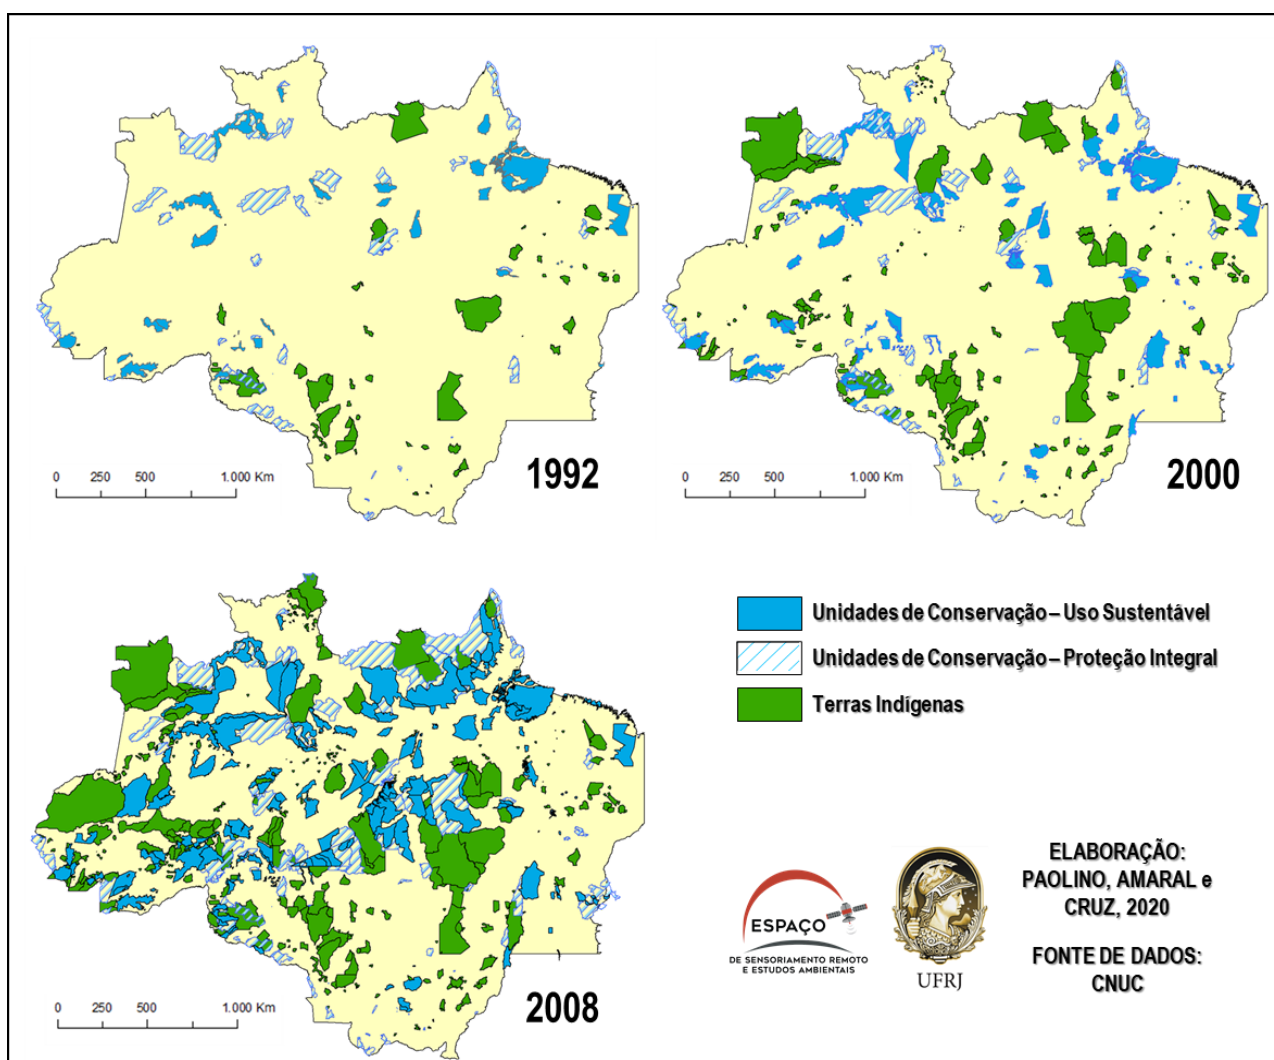 0 250 500 1.000 Km
1992
0 250 500 1.000 Km
2000
Unidades de Conservação – Uso Sustentável
Unidades de Conservação – Proteção Integral
Terras Indígenas
0 250 500 1.000 Km
2008
ESPAÇO
DE SENSORIAMENTO REMOTO
E ESTUDOS AMBIENTAIS
UFRJ
ELABORAÇÃO:
PAOLINO, AMARAL e
CRUZ, 2020
FONTE DE DADOS:
CNUC